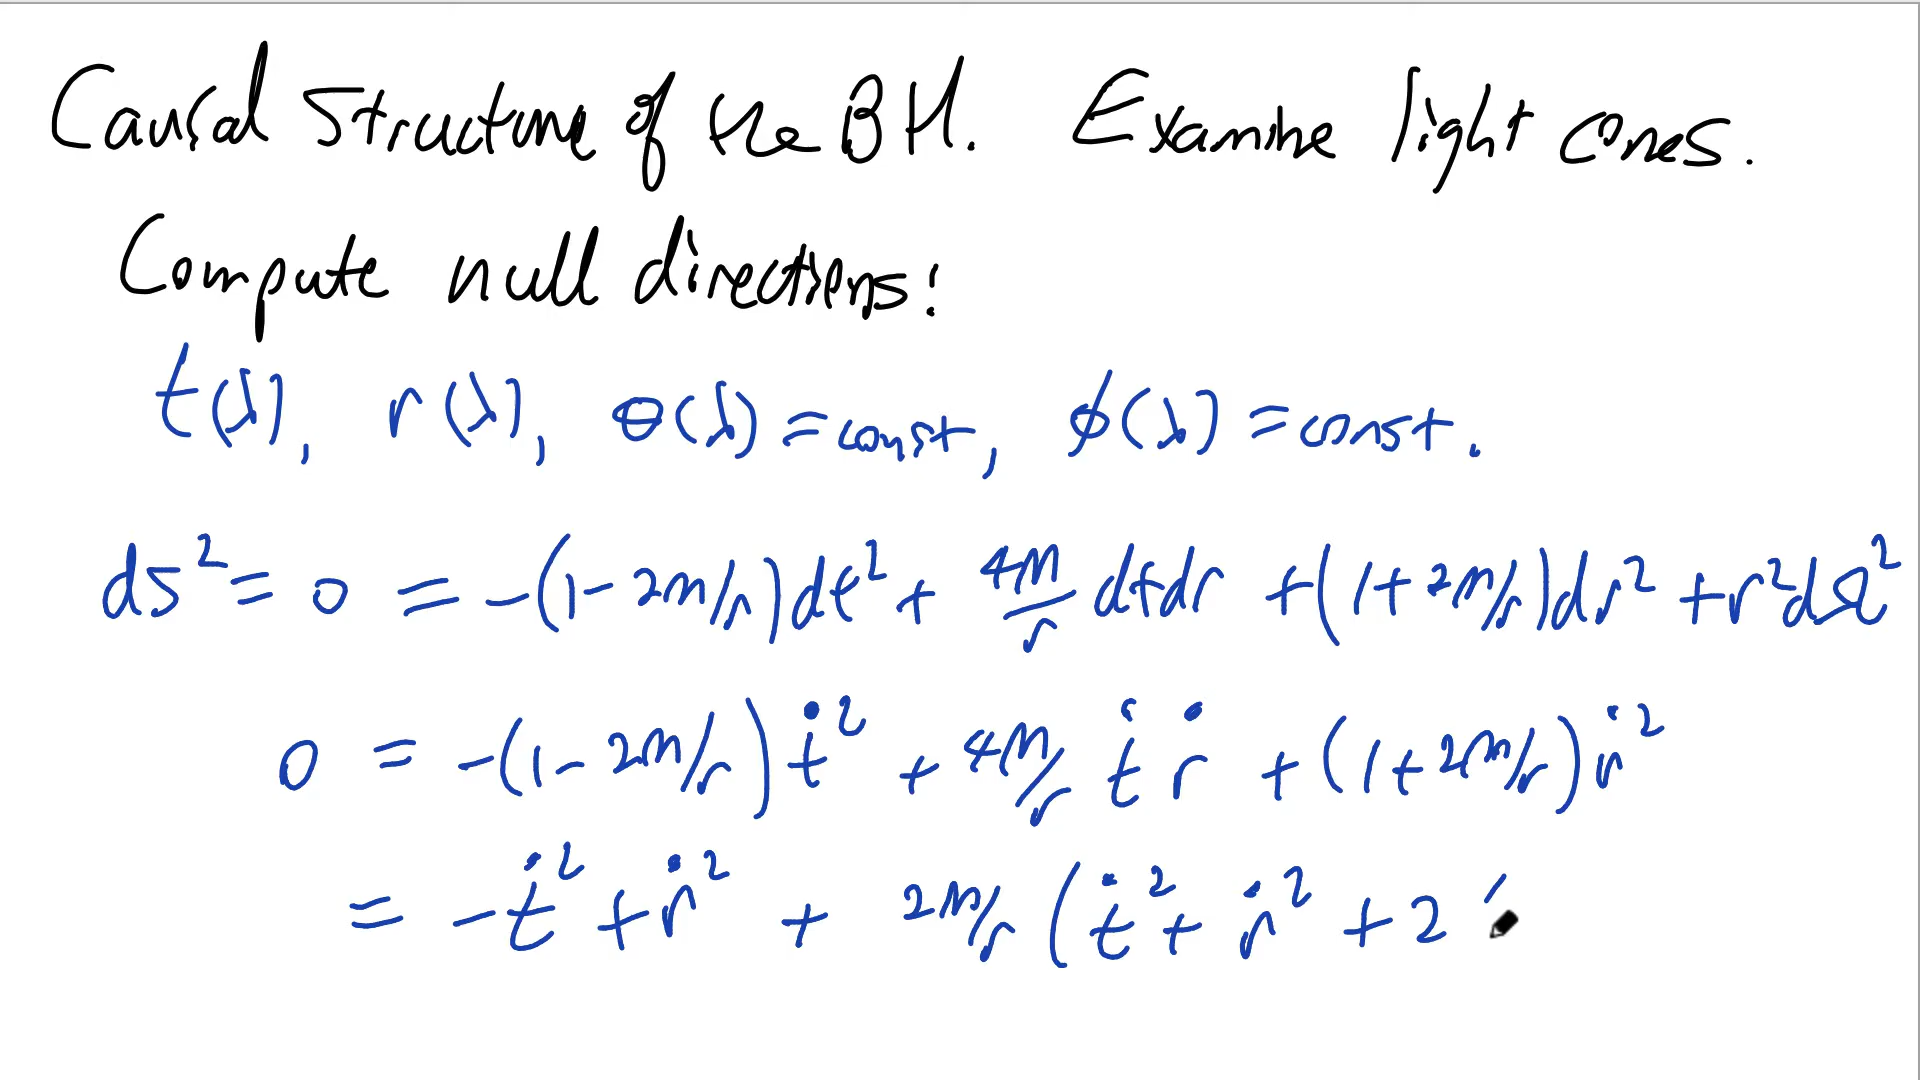 Causal Structure of the BH. Examine light cones.
Compute null directions:
t(λ), r(λ), θ(λ) = const, ϕ(λ) = const.
ds² = 0 = -(1-2M/r)dt² + 4M/r dtdr + (1+2M/r)dr² + r²dΩ²
0 = -(1-2M/r)ṫ² + 4M/r ṫ ṙ + (1+2M/r)ṙ²
= -ṫ² + ṙ² + 2M/r (ṫ² + ṙ² + 2